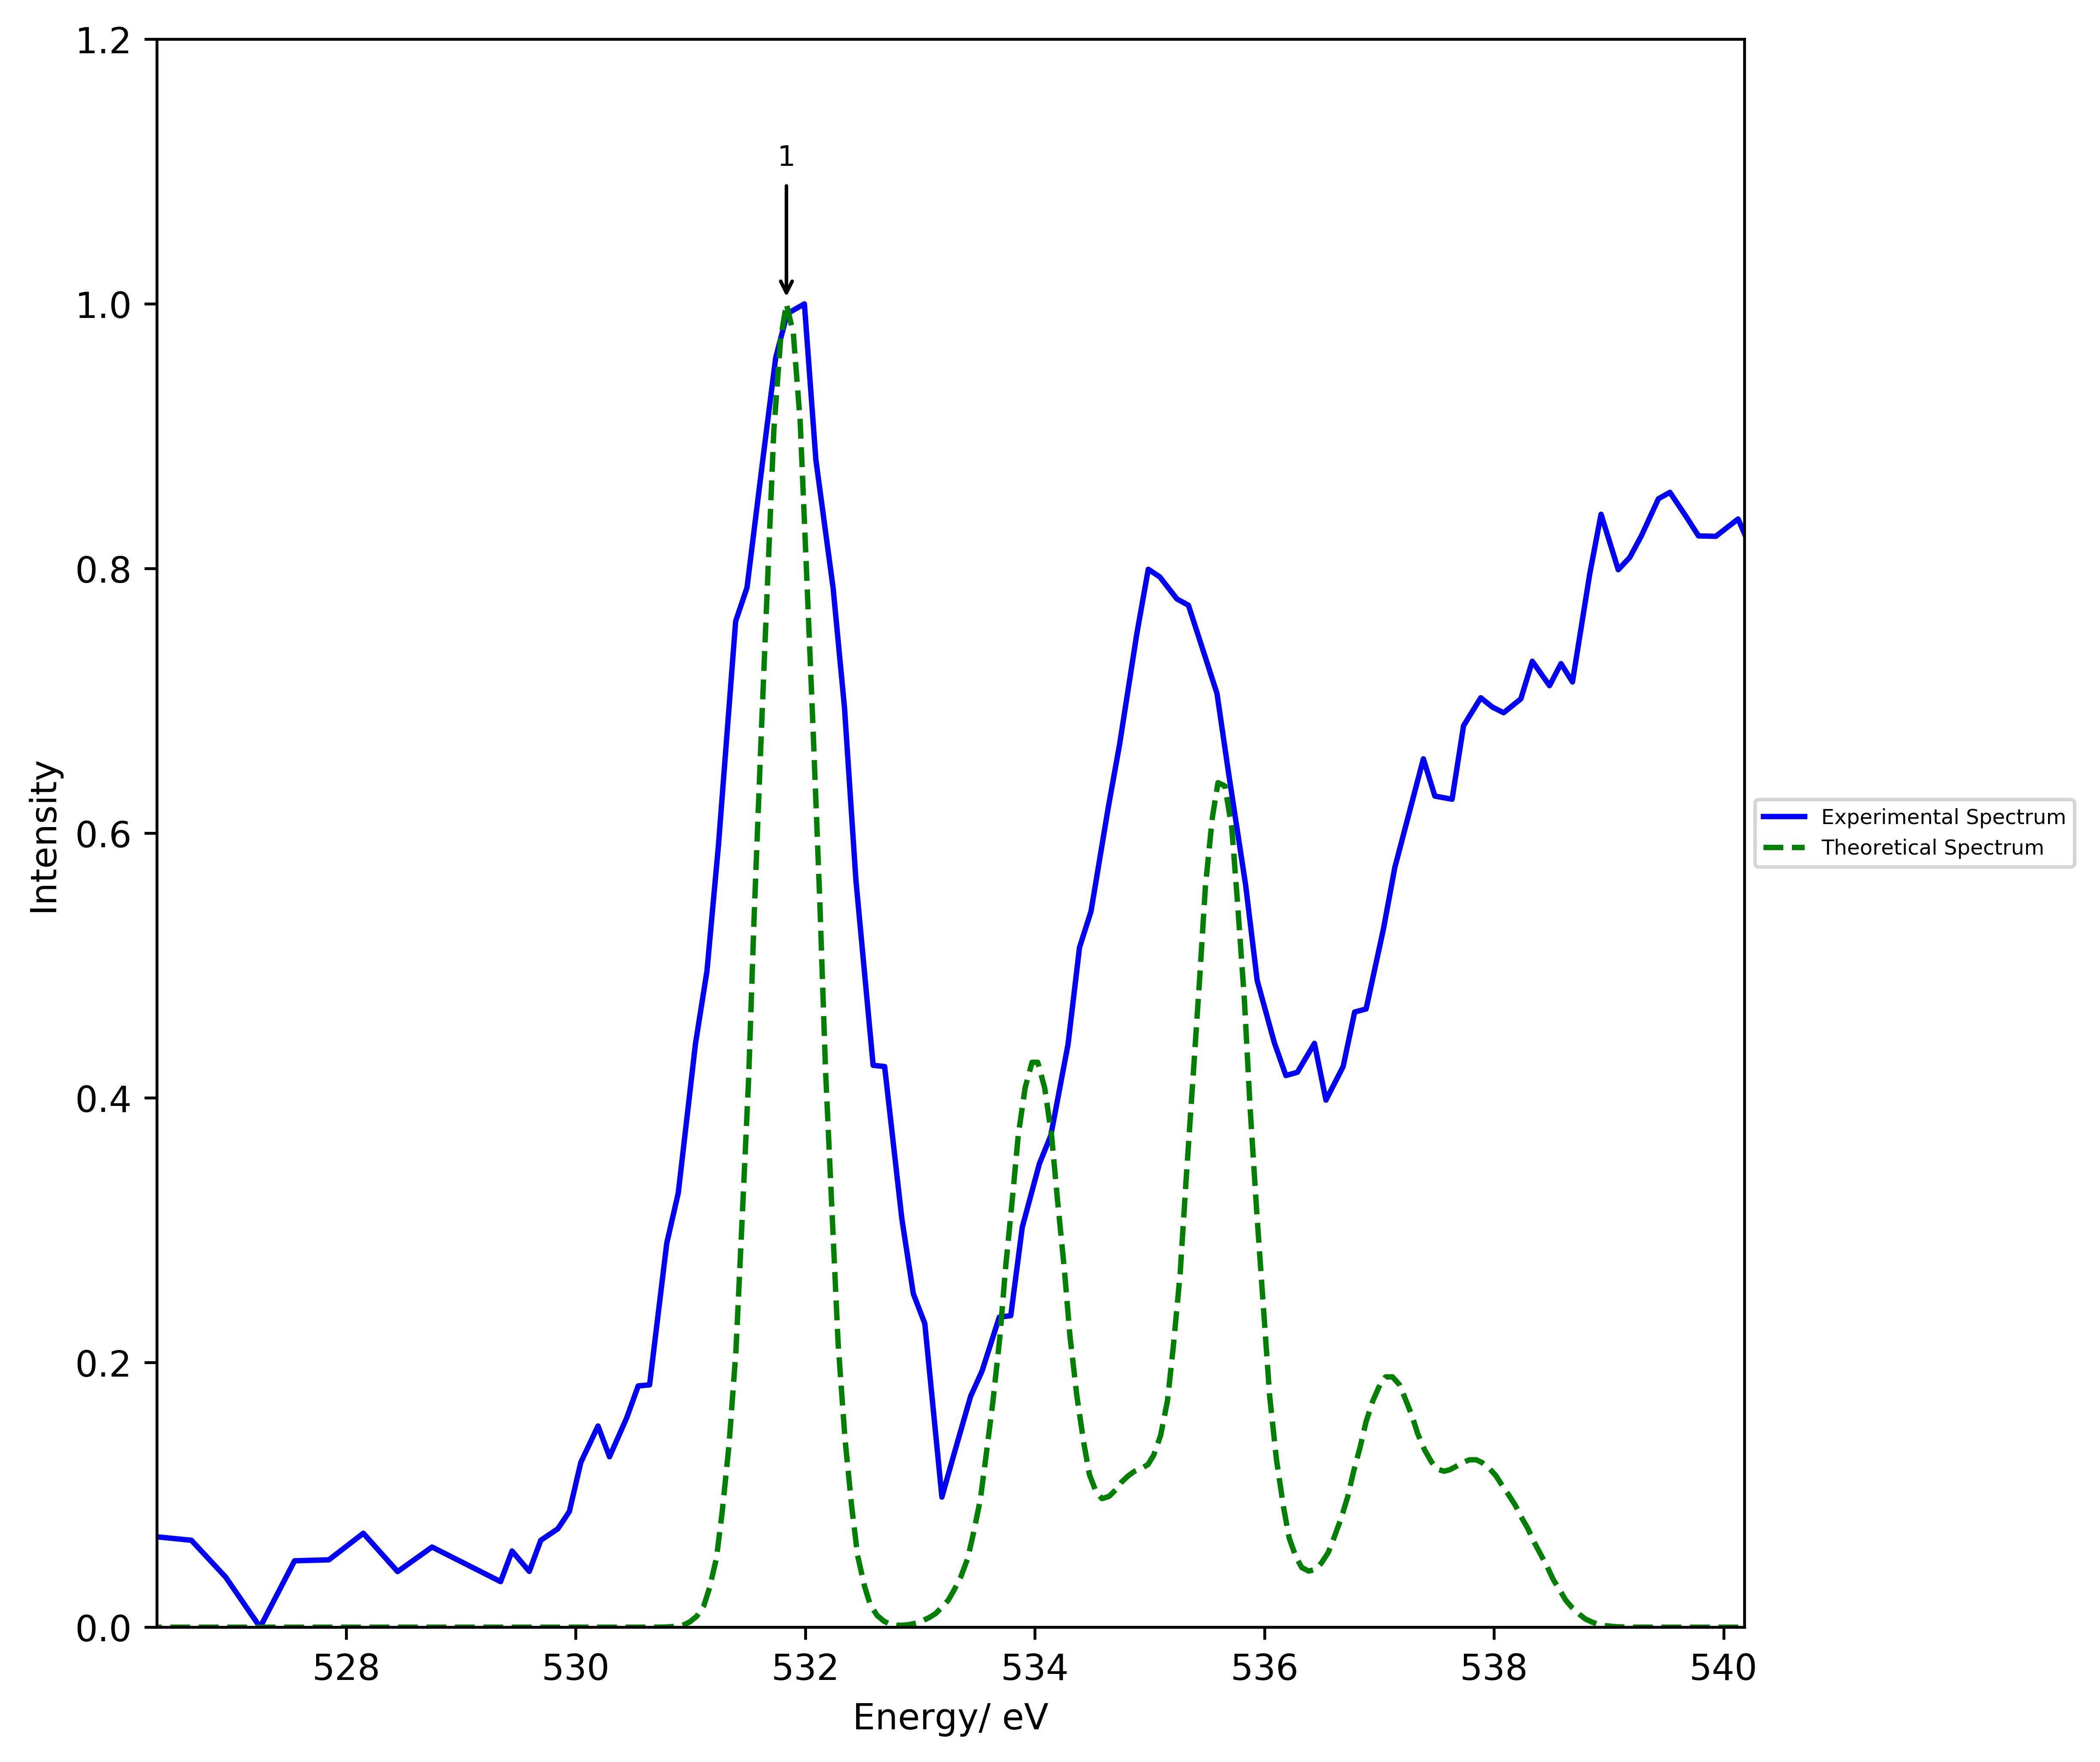 1.2
1.0
0.8
0.6
0.4
0.2
0.0
Intensity
1
528 530 532 534 536 538 540
Energy/ eV
Experimental Spectrum
Theoretical Spectrum